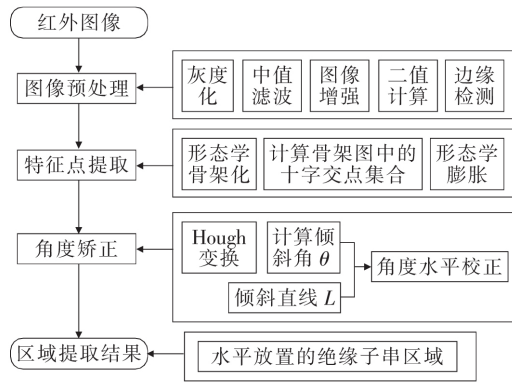 红外图像
图像预处理
灰度
化
中值
滤波
图像
增强
二值
计算
边缘
检测
特征点提取
形态学
骨架化
计算骨架图中的
十字交点集合
形态学
膨胀
角度矫正
Hough
变换
计算倾
斜角 θ
倾斜直线 L
角度水平校正
区域提取结果
水平放置的绝缘子串区域